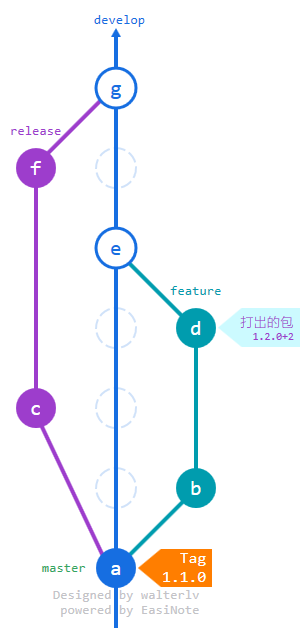 develop
g
release
f
e
feature
d
打出的包
1.2.0+2
c
b
master
a
Tag
1.1.0
Designed by walterlv
powered by EasiNote